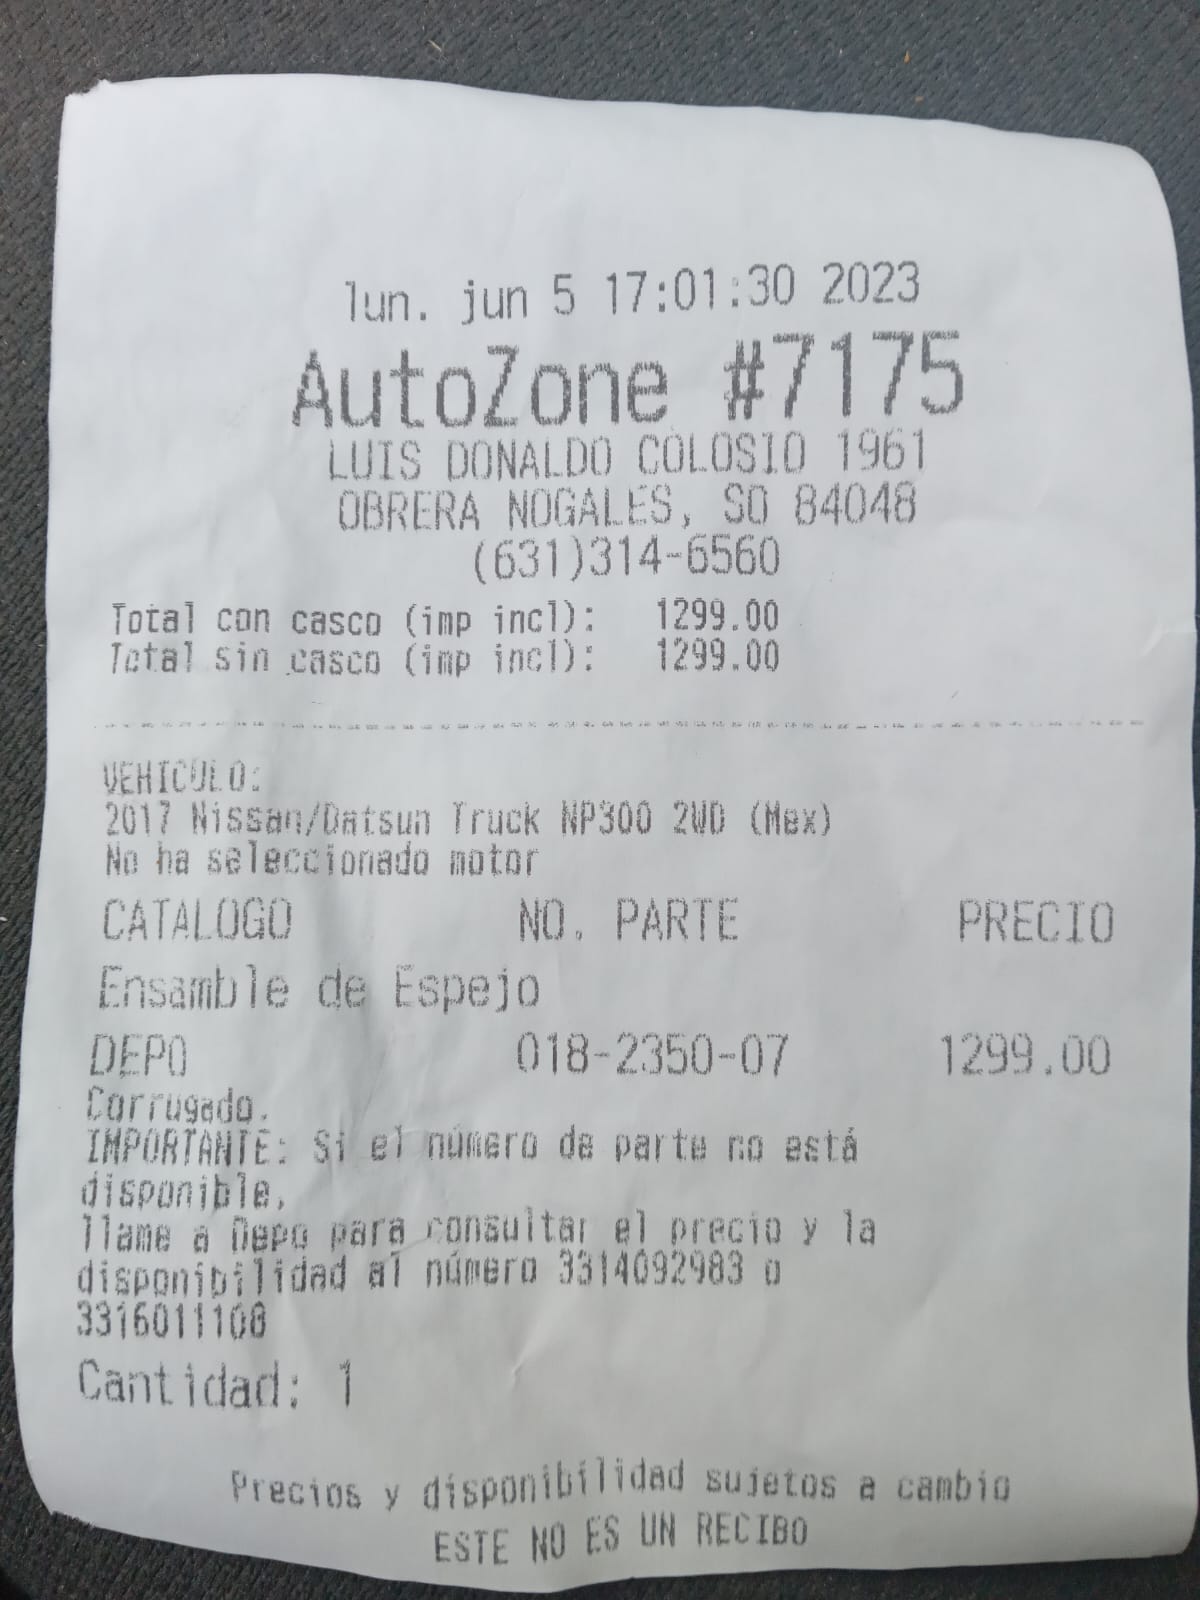 lun. jun 5 17:01:30 2023
AutoZone #7175
LUIS DONALDO COLOSIO 1961
OBRERA NOGALES, SO 84048
(631)314-6560
Total con casco (imp incl): 1299.00
Total sin casco (imp incl): 1299.00
VEHICULO:
2017 Nissan/Datsun Truck NP300 2WD (Mex)
No ha seleccionado motor
CATALOGO NO. PARTE PRECIO
Ensamble de Espejo
DEPO 018-2350-07 1299.00
Corrugado.
IMPORTANTE: Si el número de parte no está
disponible,
llame a Depo para consultar el precio y la
disponibilidad al número 3314092983 o
3316011108
Cantidad: 1
Precios y disponibilidad sujetos a cambio
ESTE NO ES UN RECIBO